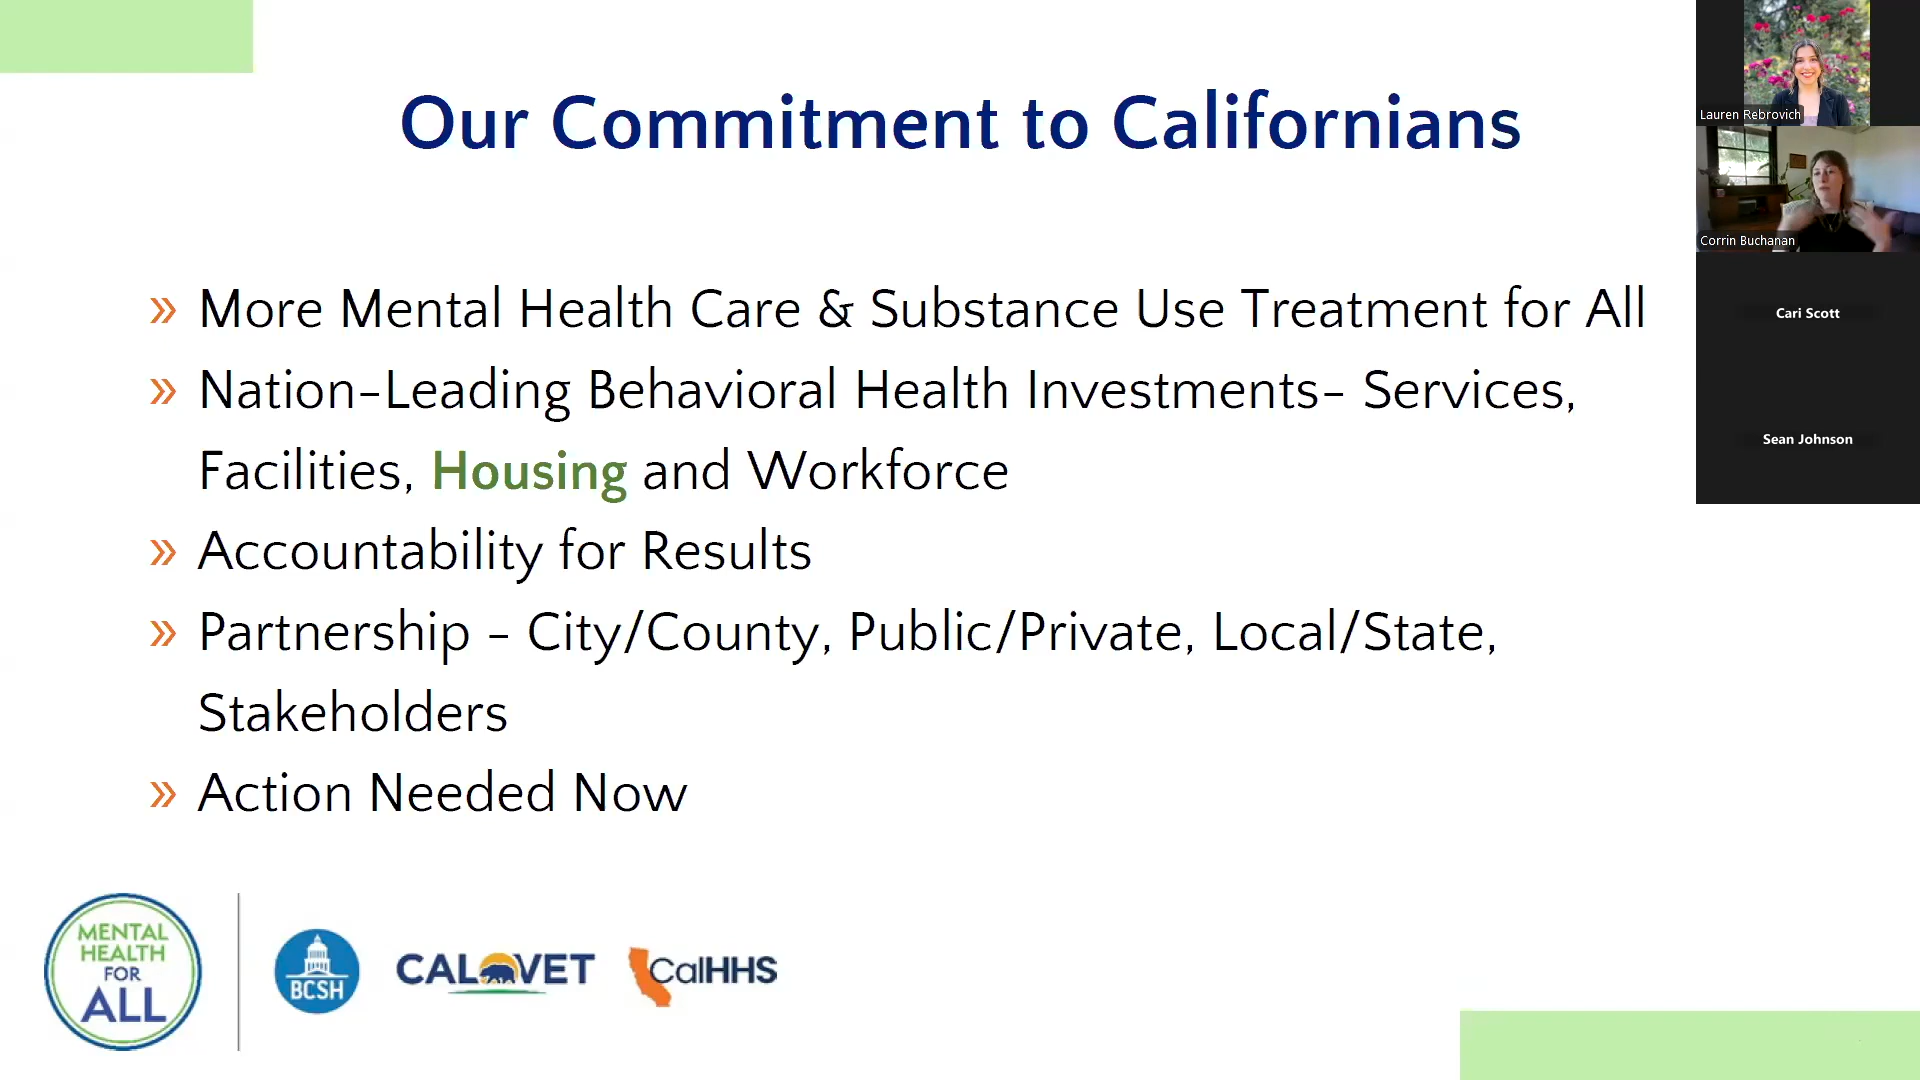 Our Commitment to Californians
» More Mental Health Care & Substance Use Treatment for All
» Nation-Leading Behavioral Health Investments- Services,
Facilities, Housing and Workforce
» Accountability for Results
» Partnership - City/County, Public/Private, Local/State,
Stakeholders
» Action Needed Now
MENTAL
HEALTH
FOR
ALL
BCSH
CALVET
CalHHS
Lauren Rebrovich
Corrin Buchanan
Cari Scott
Sean Johnson